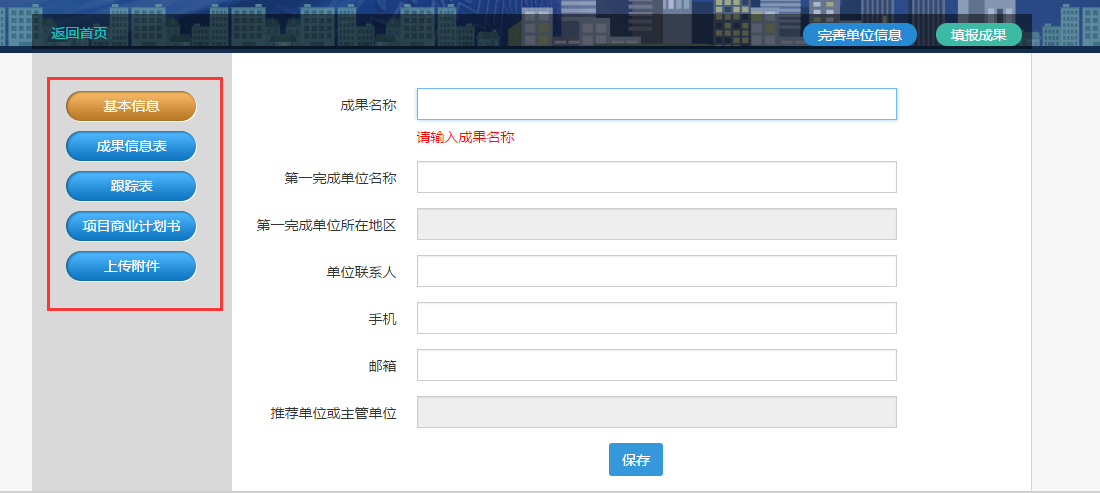 返回首页
完善单位信息
填报成果
基本信息
成果信息表
跟踪表
项目商业计划书
上传附件
成果名称
请输入成果名称
第一完成单位名称
第一完成单位所在地区
单位联系人
手机
邮箱
推荐单位或主管单位
保存